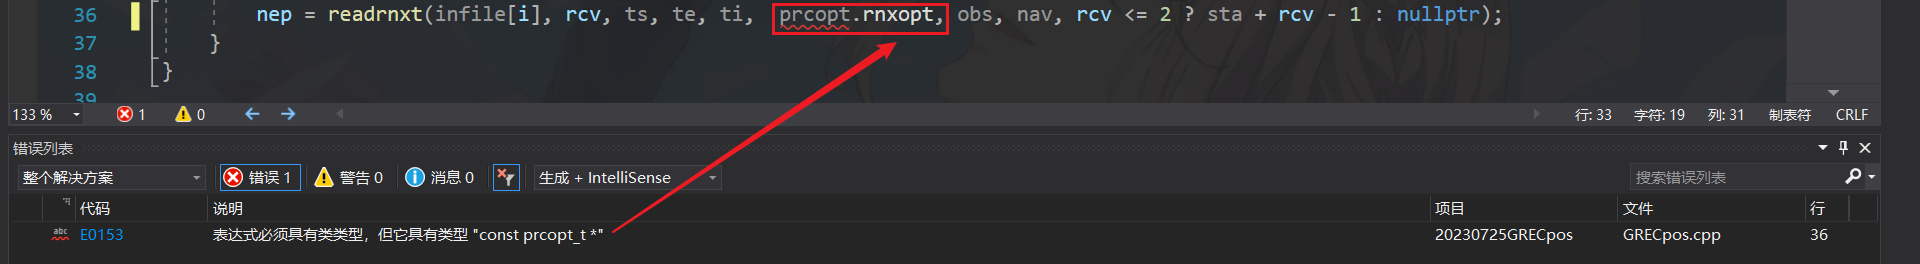 36 nep = readrnxt(infile[i], rcv, ts, te, ti, prcopt.rnxopt, obs, nav, rcv <= 2 ? sta + rcv - 1 : nullptr);
37 }
38 }
39
133 % 1 0 行: 33 字符: 19 列: 31 制表符 CRLF
错误列表
整个解决方案 错误 1 警告 0 消息 0 生成 + IntelliSense 搜索错误列表
代码 说明 项目 文件 行
abc E0153 表达式必须具有类类型，但它具有类型 "const prcopt_t *" 20230725GRECpos GRECpos.cpp 36